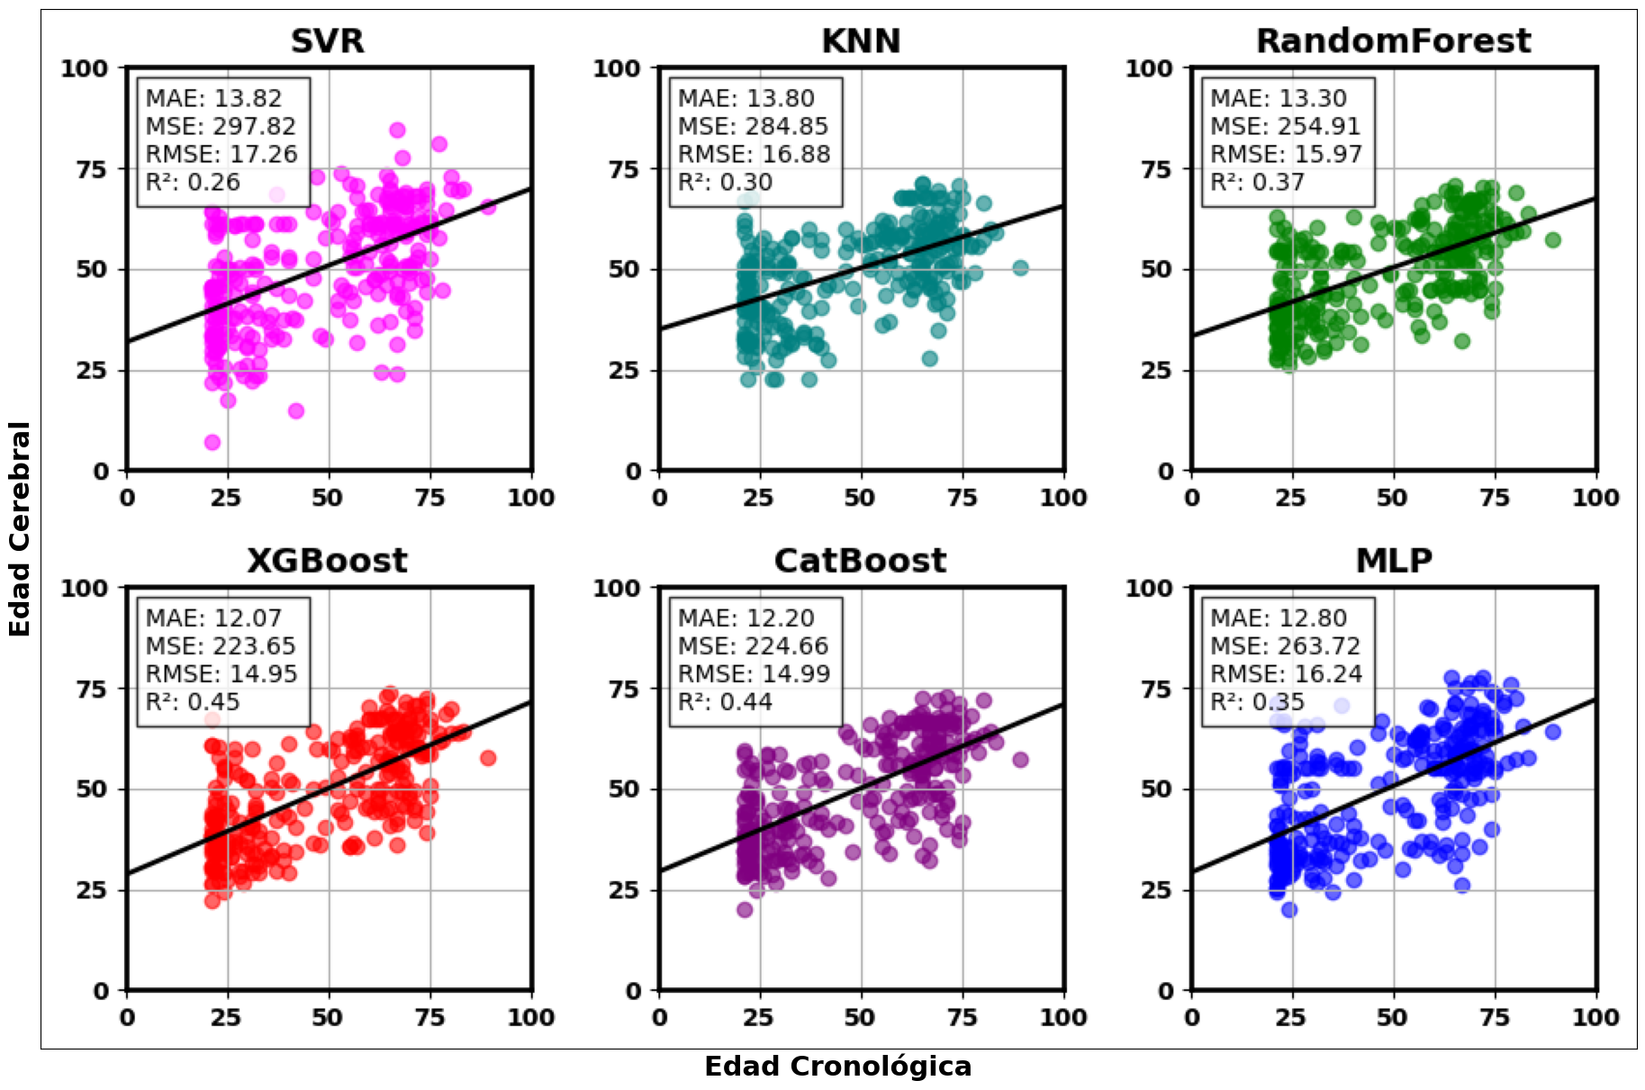 SVR
100
75
50
25
0
0 25 50 75 100
MAE: 13.82
MSE: 297.82
RMSE: 17.26
R²: 0.26
KNN
100
75
50
25
0
0 25 50 75 100
MAE: 13.80
MSE: 284.85
RMSE: 16.88
R²: 0.30
RandomForest
100
75
50
25
0
0 25 50 75 100
MAE: 13.30
MSE: 254.91
RMSE: 15.97
R²: 0.37
XGBoost
100
75
50
25
0
0 25 50 75 100
MAE: 12.07
MSE: 223.65
RMSE: 14.95
R²: 0.45
CatBoost
100
75
50
25
0
0 25 50 75 100
MAE: 12.20
MSE: 224.66
RMSE: 14.99
R²: 0.44
MLP
100
75
50
25
0
0 25 50 75 100
MAE: 12.80
MSE: 263.72
RMSE: 16.24
R²: 0.35
Edad Cerebral
Edad Cronológica